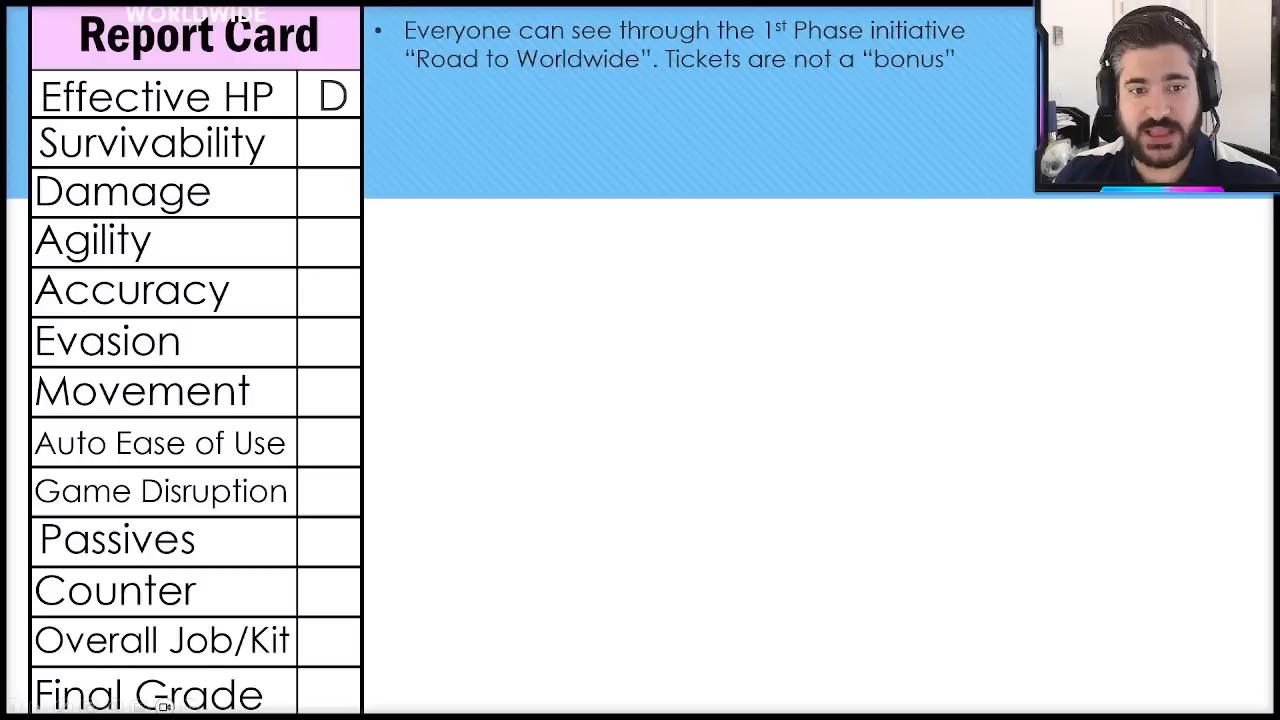 WORLDWIDE
Report Card
Effective HP D
Survivability
Damage
Agility
Accuracy
Evasion
Movement
Auto Ease of Use
Game Disruption
Passives
Counter
Overall Job/Kit
Final Grade
• Everyone can see through the 1st Phase initiative
“Road to Worldwide”. Tickets are not a “bonus”